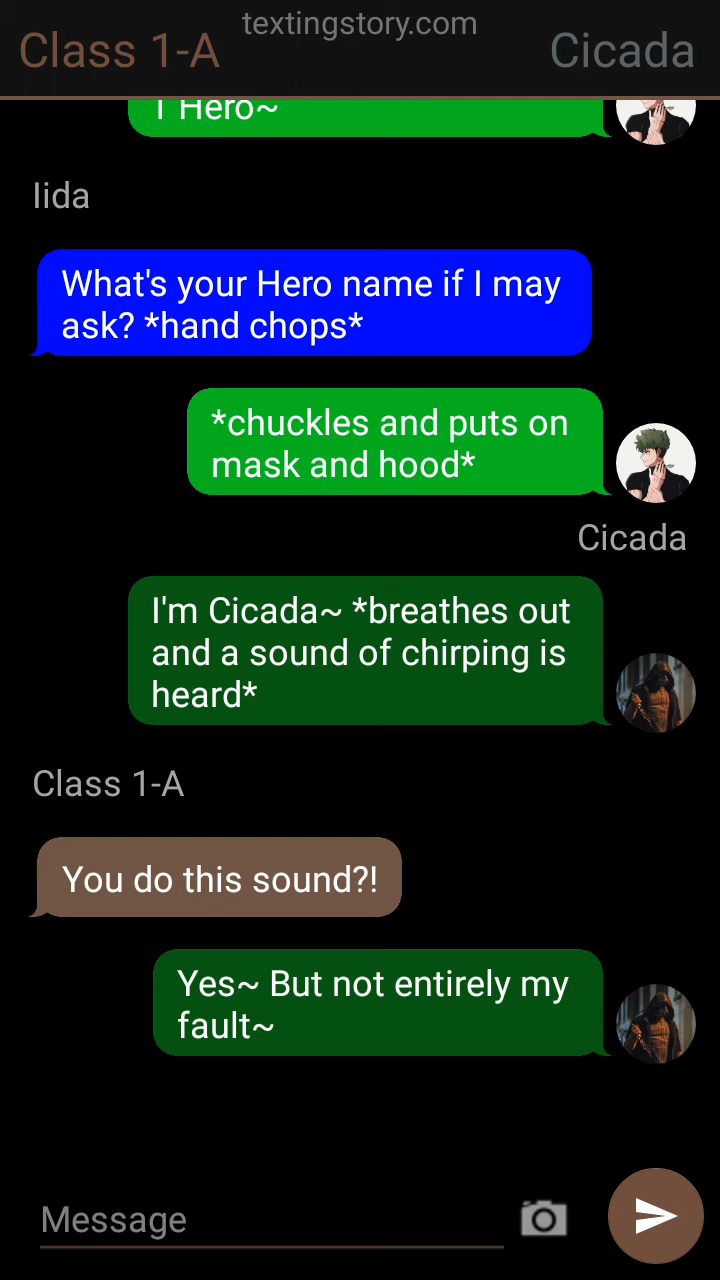 textingstory.com
Class 1-A
Cicada
1 Hero~
Iida
What's your Hero name if I may
ask? *hand chops*
*chuckles and puts on
mask and hood*
Cicada
I'm Cicada~ *breathes out
and a sound of chirping is
heard*
Class 1-A
You do this sound?!
Yes~ But not entirely my
fault~
Message